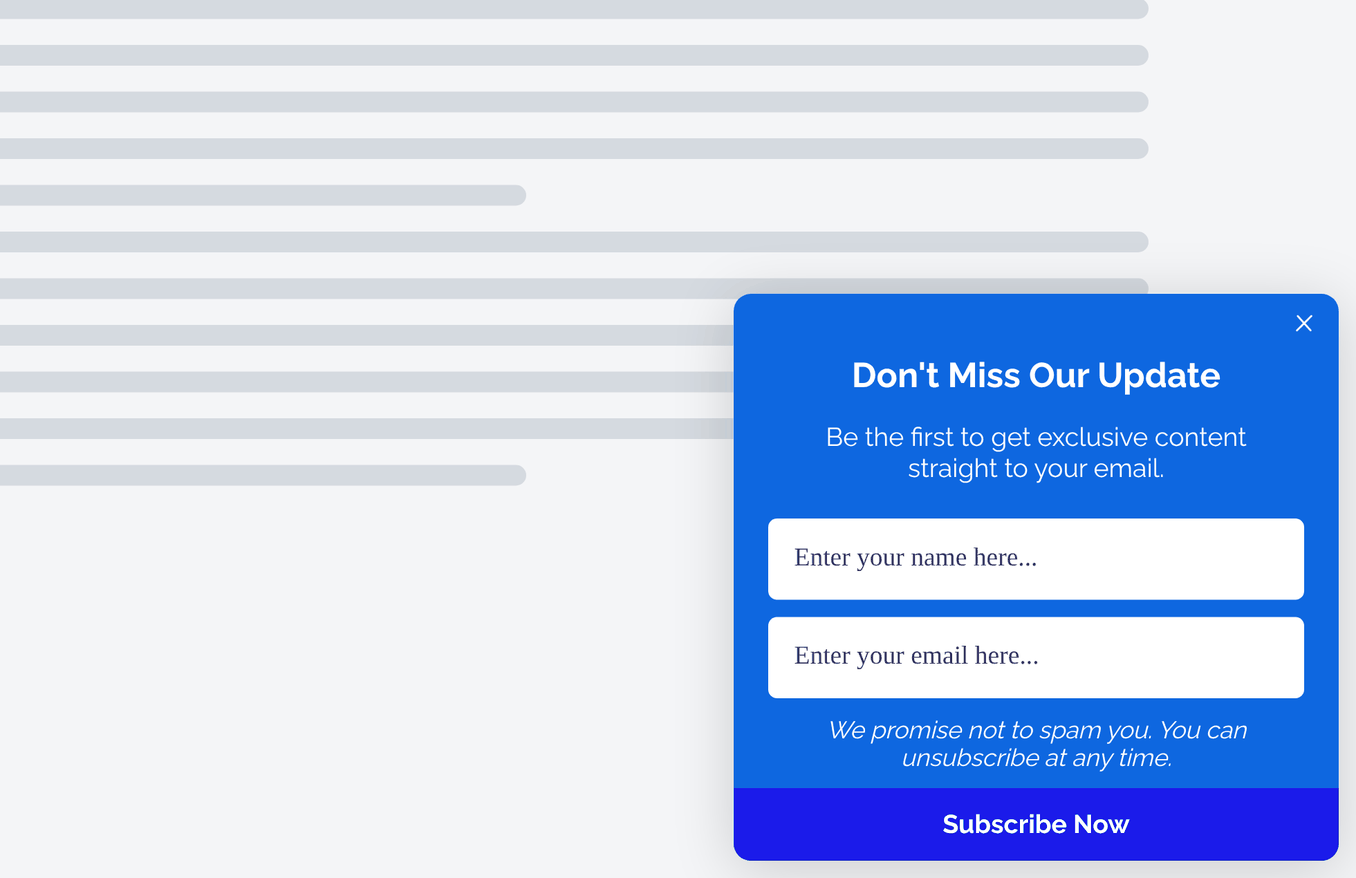 Don't Miss Our Update
Be the first to get exclusive content
straight to your email.
Enter your name here...
Enter your email here...
We promise not to spam you. You can
unsubscribe at any time.
Subscribe Now